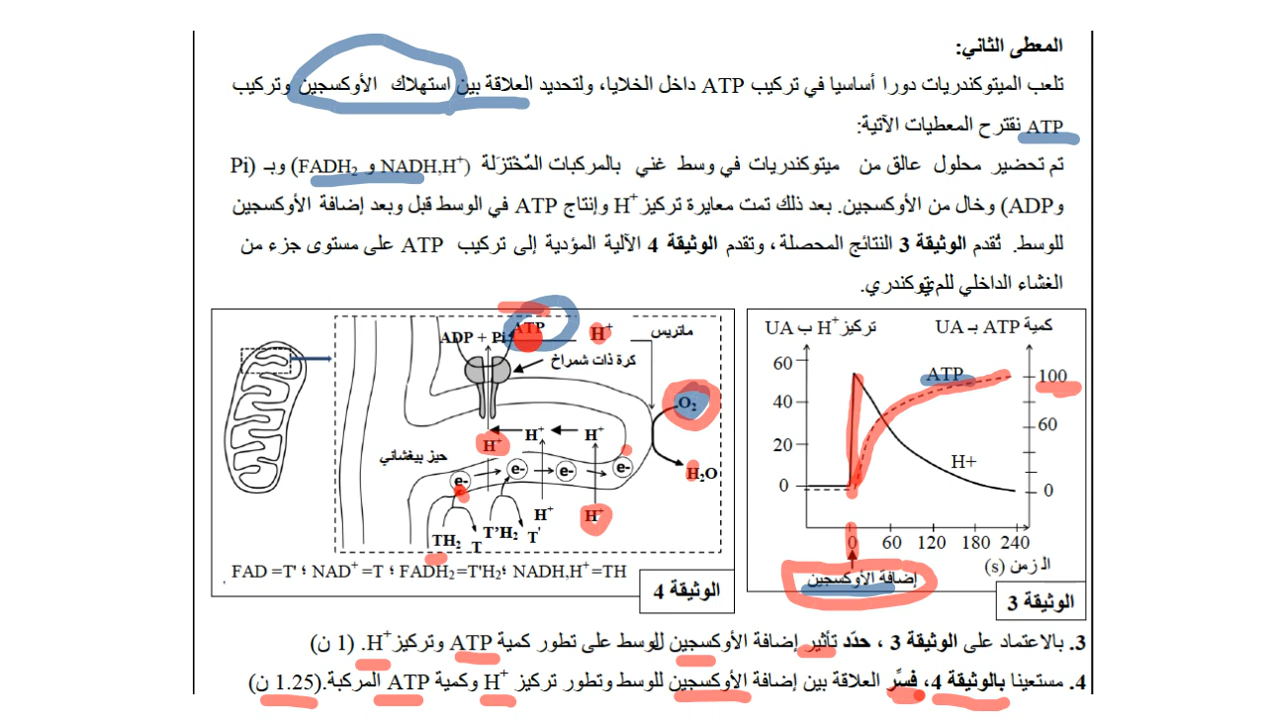 المعطى الثاني:
تلعب الميتوكندريات دورا أساسيا في تركيب ATP داخل الخلايا، ولتحديد العلاقة بين استهلاك الأوكسجين وتركيب
ATP نقترح المعطيات الآتية:
تم تحضير محلول عالق من ميتوكندريات في وسط غني بالمركبات المُخْتزَلة (NADH,H⁺ و FADH₂) وبـ (Pi
وADP) وخال من الأوكسجين. بعد ذلك تمت معايرة تركيز H⁺ وإنتاج ATP في الوسط قبل وبعد إضافة الأوكسجين
للوسط. تُقدم الوثيقة 3 النتائج المحصلة، وتقدم الوثيقة 4 الآلية المؤدية إلى تركيب ATP على مستوى جزء من
الغشاء الداخلي للميتوكندري.
كمية ATP بـ UA
تركيز H⁺ ب UA
60
40
20
0
100
60
0
ATP
H+
0 60 120 180 240
الزمن (s)
إضافة الأوكسجين
الوثيقة 3
ADP + Pi
ATP
H⁺
ماتريس
كرة ذات شمراخ
O₂
H⁺ H⁺ H⁺
حيز بيغشائي
e- e- e- e-
H₂O
H⁺ H⁺
TH₂ T T'H₂ T'
FAD =T' ؛ NAD⁺ =T ؛ FADH₂ =T'H₂ ؛ NADH,H⁺ =TH
الوثيقة 4
3. بالاعتماد على الوثيقة 3 ، حدّد تأثير إضافة الأوكسجين للوسط على تطور كمية ATP وتركيز H⁺. (1 ن)
4. مستعينا بالوثيقة 4، فسِّر العلاقة بين إضافة الأوكسجين للوسط وتطور تركيز H⁺ وكمية ATP المركبة.(1.25 ن)